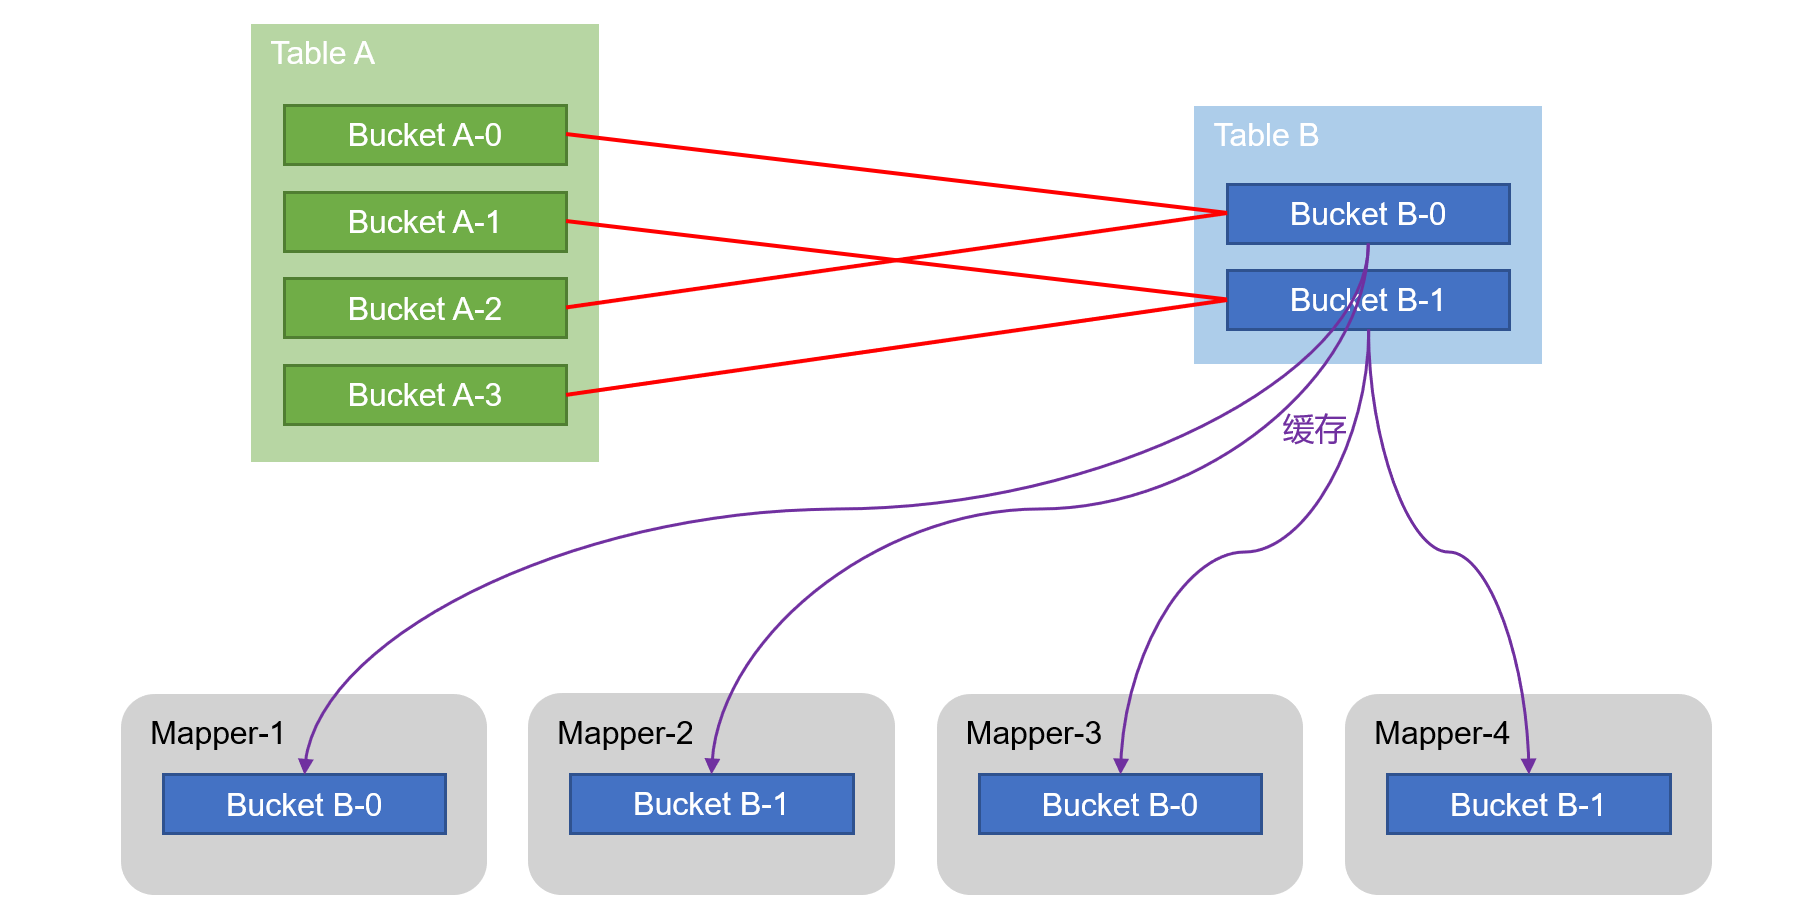 Table A
Bucket A-0
Bucket A-1
Bucket A-2
Bucket A-3
Table B
Bucket B-0
Bucket B-1
缓存
Mapper-1
Bucket B-0
Mapper-2
Bucket B-1
Mapper-3
Bucket B-0
Mapper-4
Bucket B-1